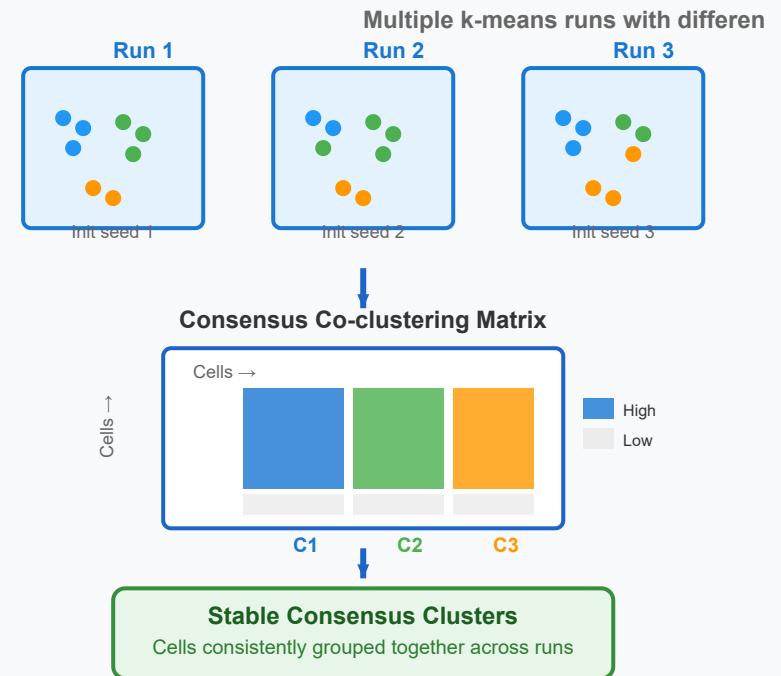 Multiple k-means runs with differen
Run 1
Run 2
Run 3
Init seed 1
Init seed 2
Init seed 3
Consensus Co-clustering Matrix
Cells →
Cells →
High
Low
C1
C2
C3
Stable Consensus Clusters
Cells consistently grouped together across runs